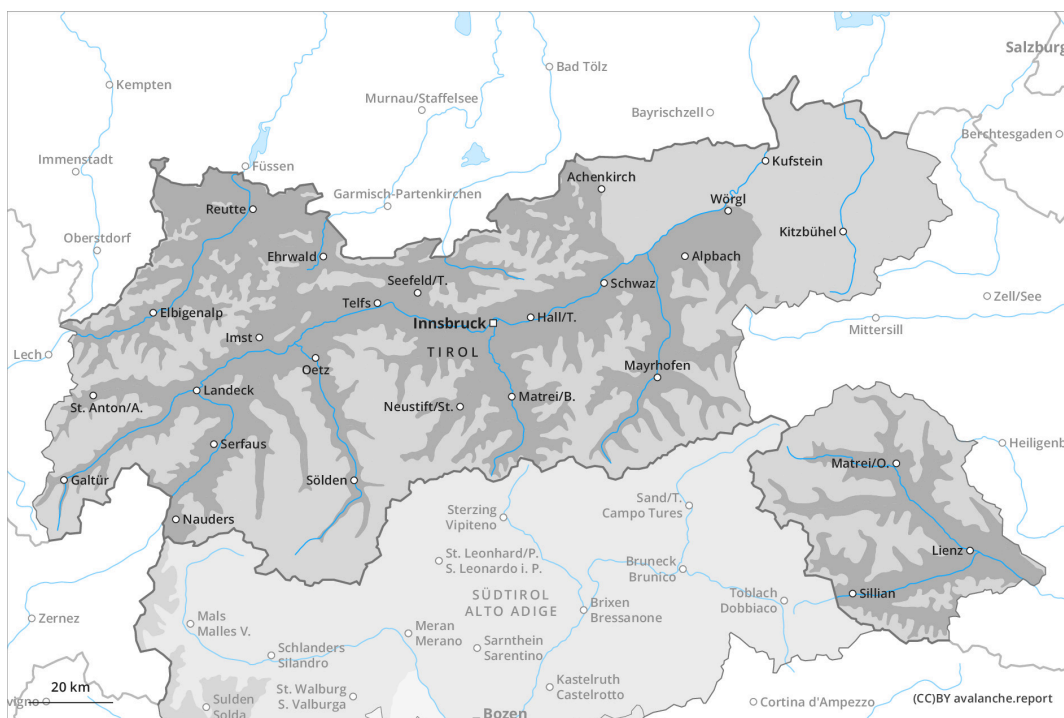 Salzburg
Bad Tölz
Kempten
Murnau/Staffelsee
Bayrischzell
Berchtesgaden
Immenstadt
Füssen
Kufstein
Garmisch-Partenkirchen
Achenkirch
Reutte
Wörgl
Kitzbühel
Oberstdorf
Ehrwald
Alpbach
Seefeld/T.
Schwaz
Zell/See
Telfs
Elbigenalp
Innsbruck
Hall/T.
Mittersill
Imst
Lech
TIROL
Oetz
Mayrhofen
Landeck
St. Anton/A.
Neustift/St.
Matrei/B.
Serfaus
Heiligenb
Matrei/O.
Galtür
Sölden
Sand/T.
Campo Tures
Sterzing
Vipiteno
Nauders
St. Leonhard/P.
S. Leonardo i. P.
Lienz
Bruneck
Brunico
SÜDTIROL
ALTO ADIGE
Sillian
Toblach
Dobbiaco
Brixen
Bressanone
Zernez
Mals
Malles V.
Meran
Merano
Sarnthein
Sarentino
Schlanders
Silandro
20 km
vigno
St. Walburg
S. Valburga
Kastelruth
Castelrotto
Sulden
Solda
Cortina d'Ampezzo
(CC)BY avalanche.report
Bozen